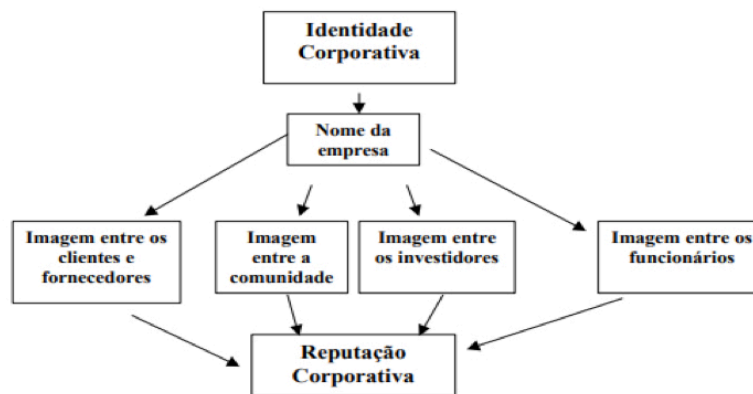 Identidade
Corporativa
Nome da
empresa
Imagem entre os
clientes e
fornecedores
Imagem
entre a
comunidade
Imagem entre
os investidores
Imagem entre os
funcionários
Reputação
Corporativa